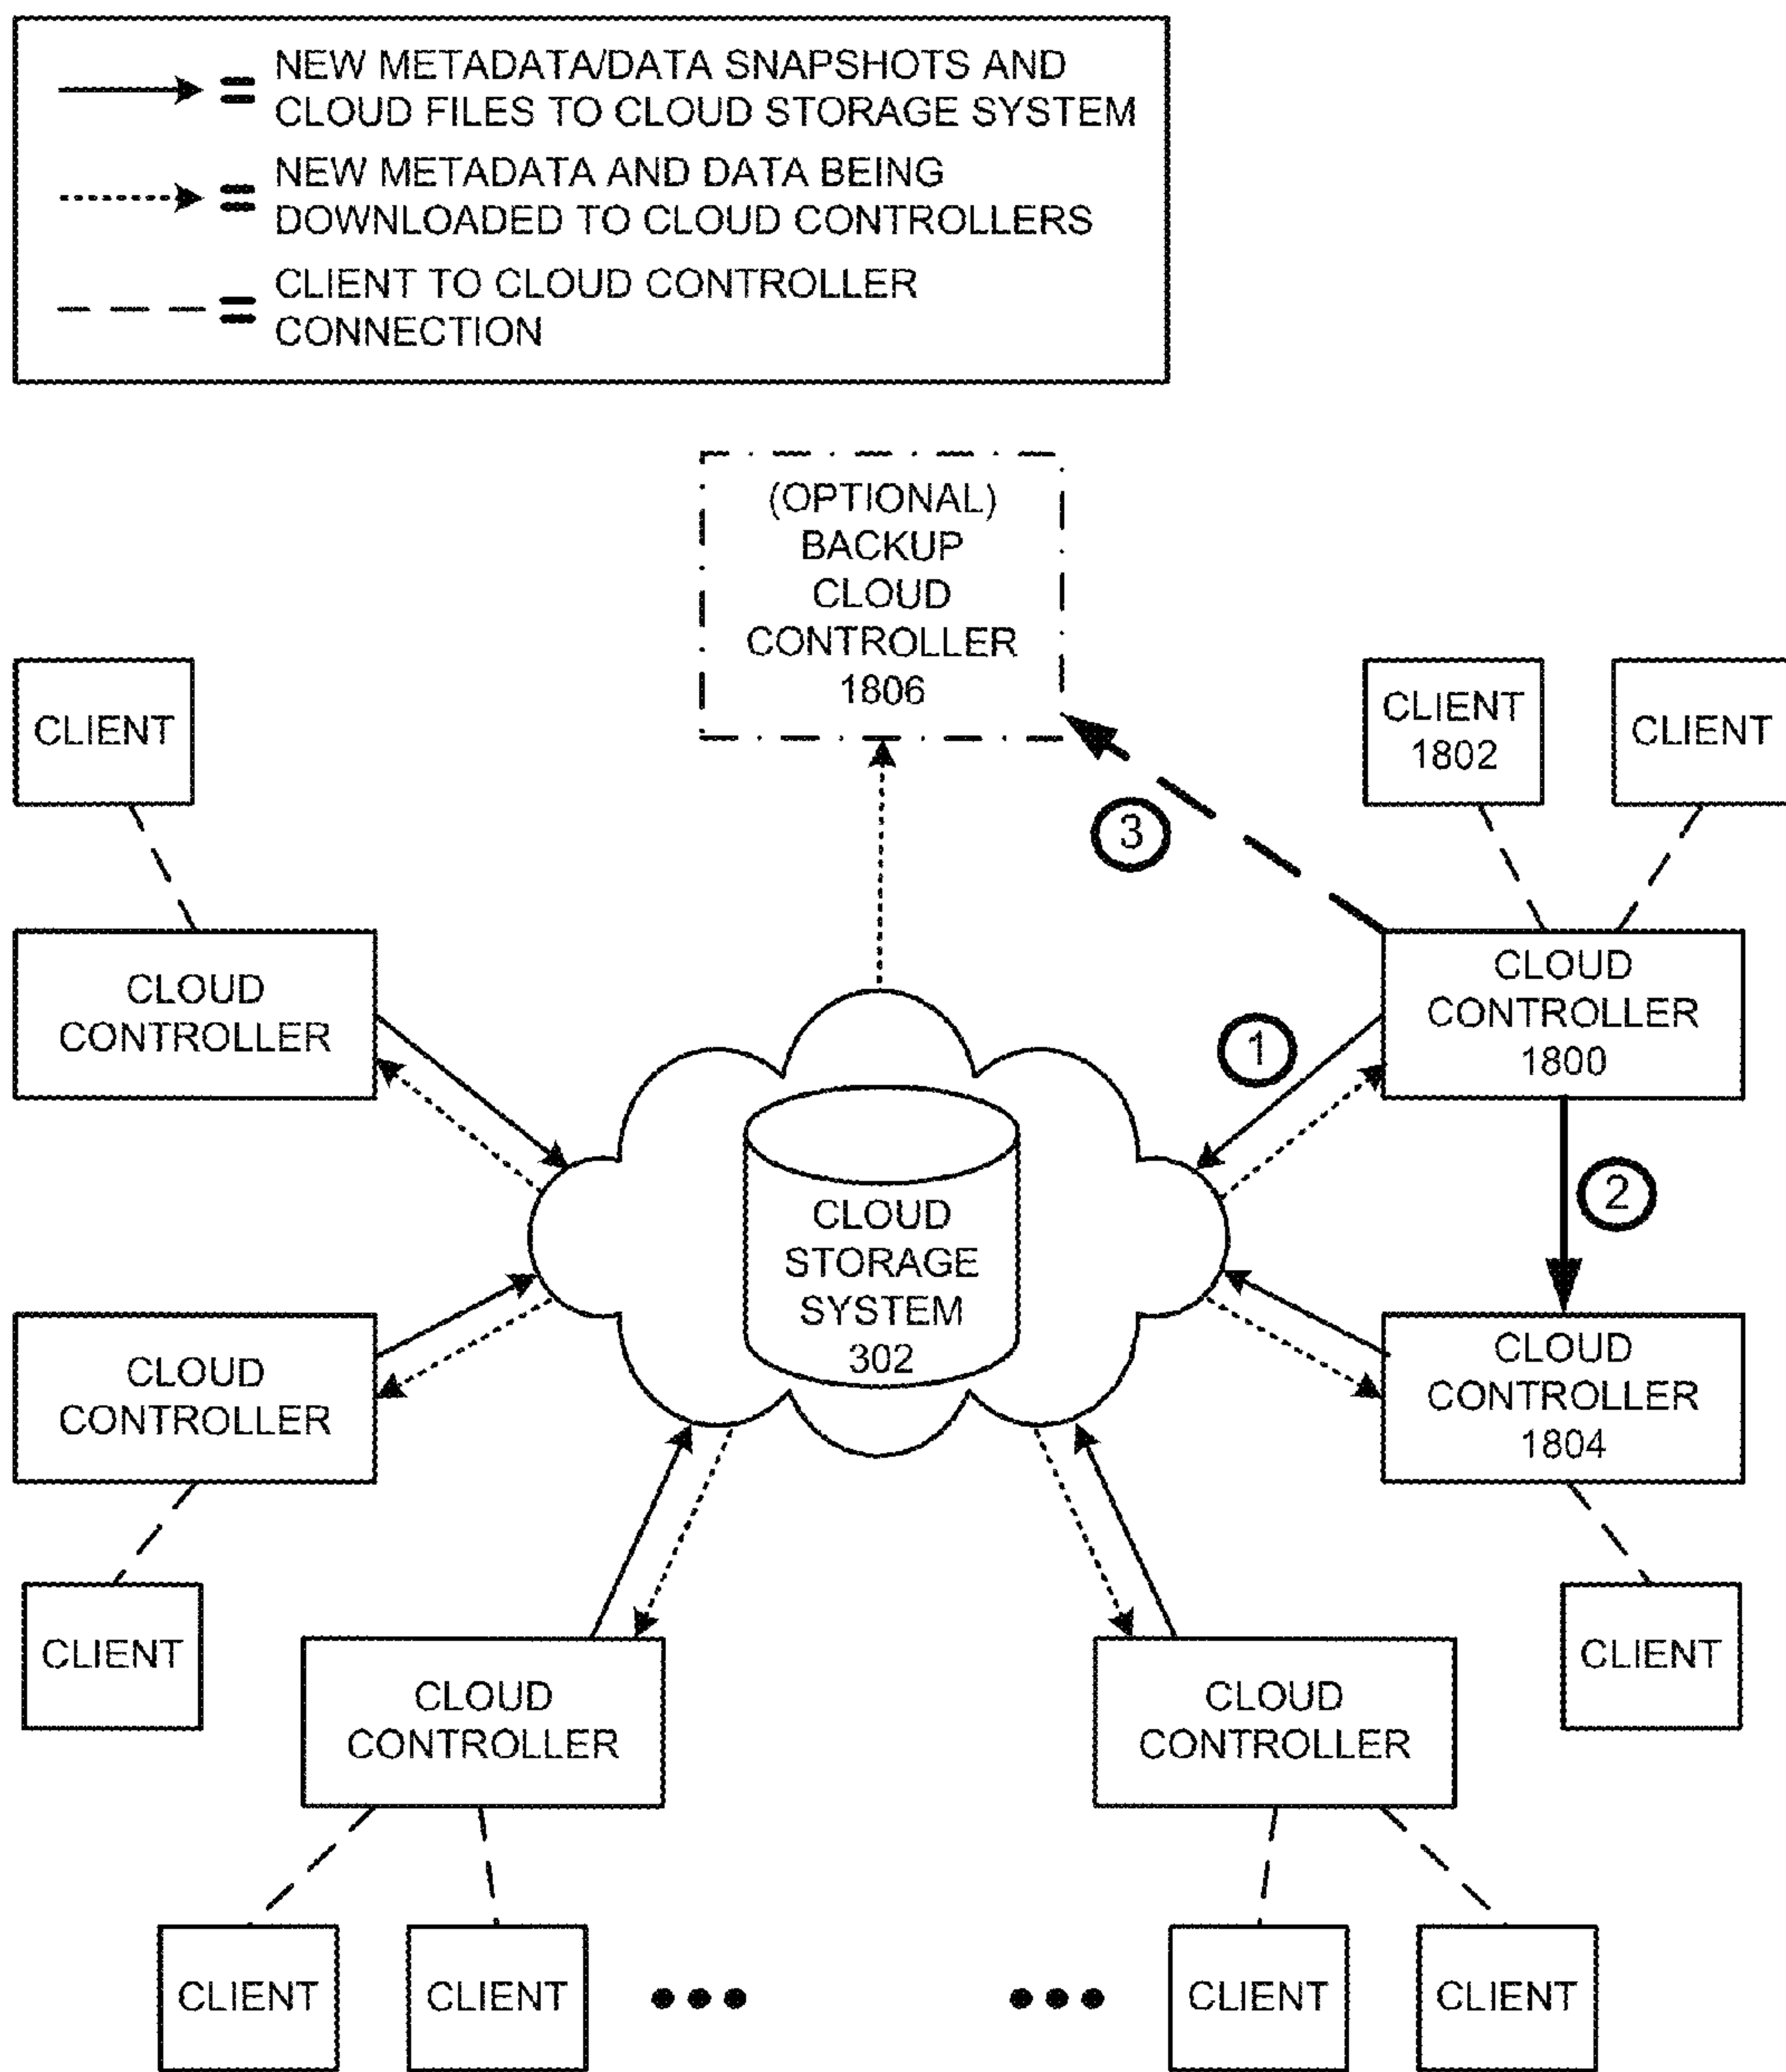 = NEW METADATA/DATA SNAPSHOTS AND
CLOUD FILES TO CLOUD STORAGE SYSTEM
= NEW METADATA AND DATA BEING
DOWNLOADED TO CLOUD CONTROLLERS
= CLIENT TO CLOUD CONTROLLER
CONNECTION
(OPTIONAL)
BACKUP
CLOUD
CONTROLLER
1806
CLIENT
CLIENT
1802
CLIENT
3
CLOUD
CONTROLLER
CLOUD
CONTROLLER
1800
1
2
CLOUD
STORAGE
SYSTEM
302
CLOUD
CONTROLLER
CLOUD
CONTROLLER
1804
CLIENT
CLIENT
CLOUD
CONTROLLER
CLOUD
CONTROLLER
CLIENT
CLIENT
•••
•••
CLIENT
CLIENT